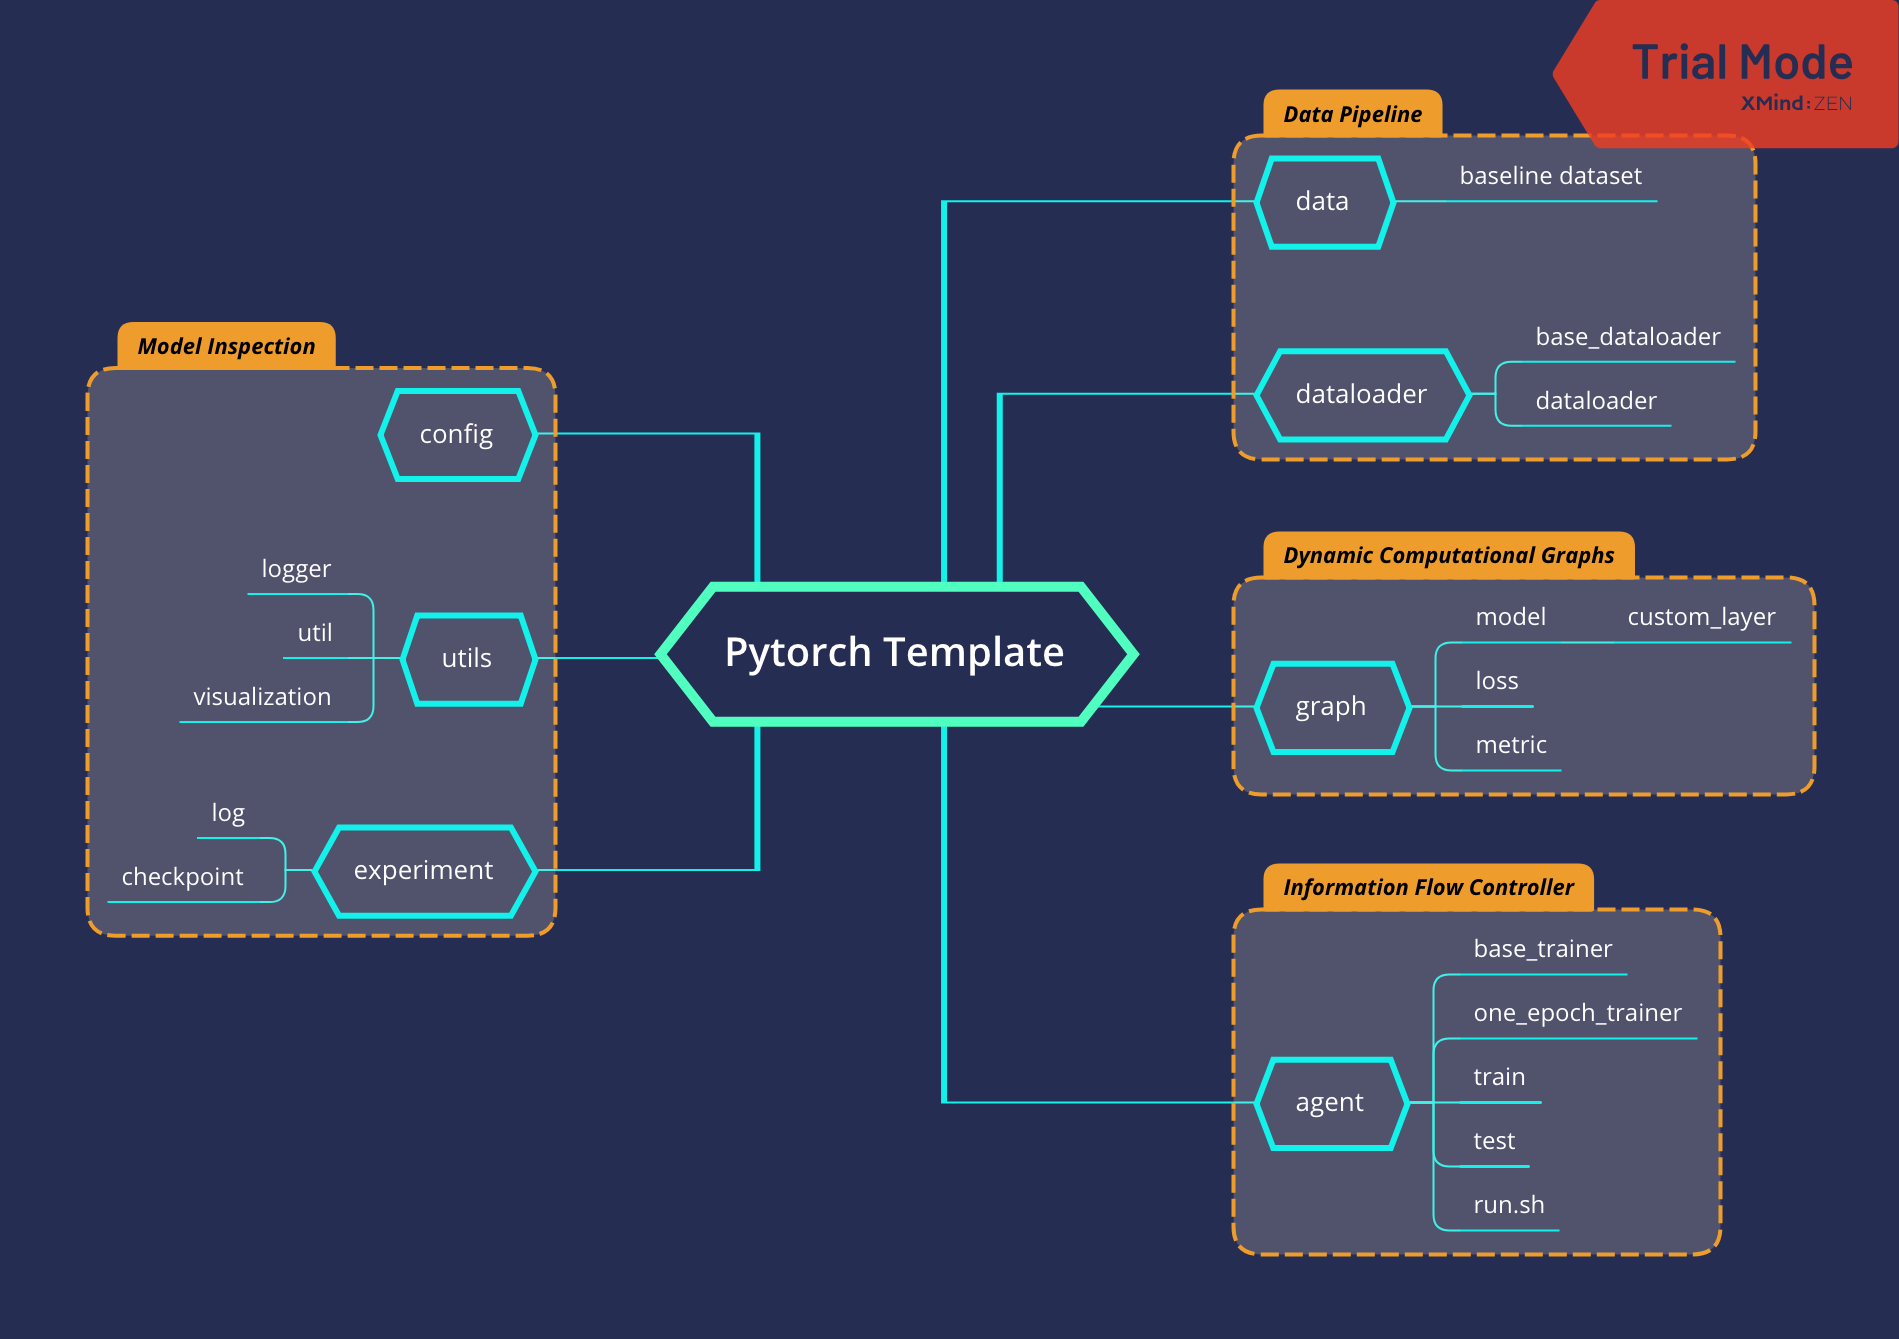 Trial Mode
XMind:ZEN
Data Pipeline
data
baseline dataset
dataloader
base_dataloader
dataloader
Model Inspection
config
logger
util
visualization
utils
log
checkpoint
experiment
Pytorch Template
Dynamic Computational Graphs
graph
model
custom_layer
loss
metric
Information Flow Controller
agent
base_trainer
one_epoch_trainer
train
test
run.sh